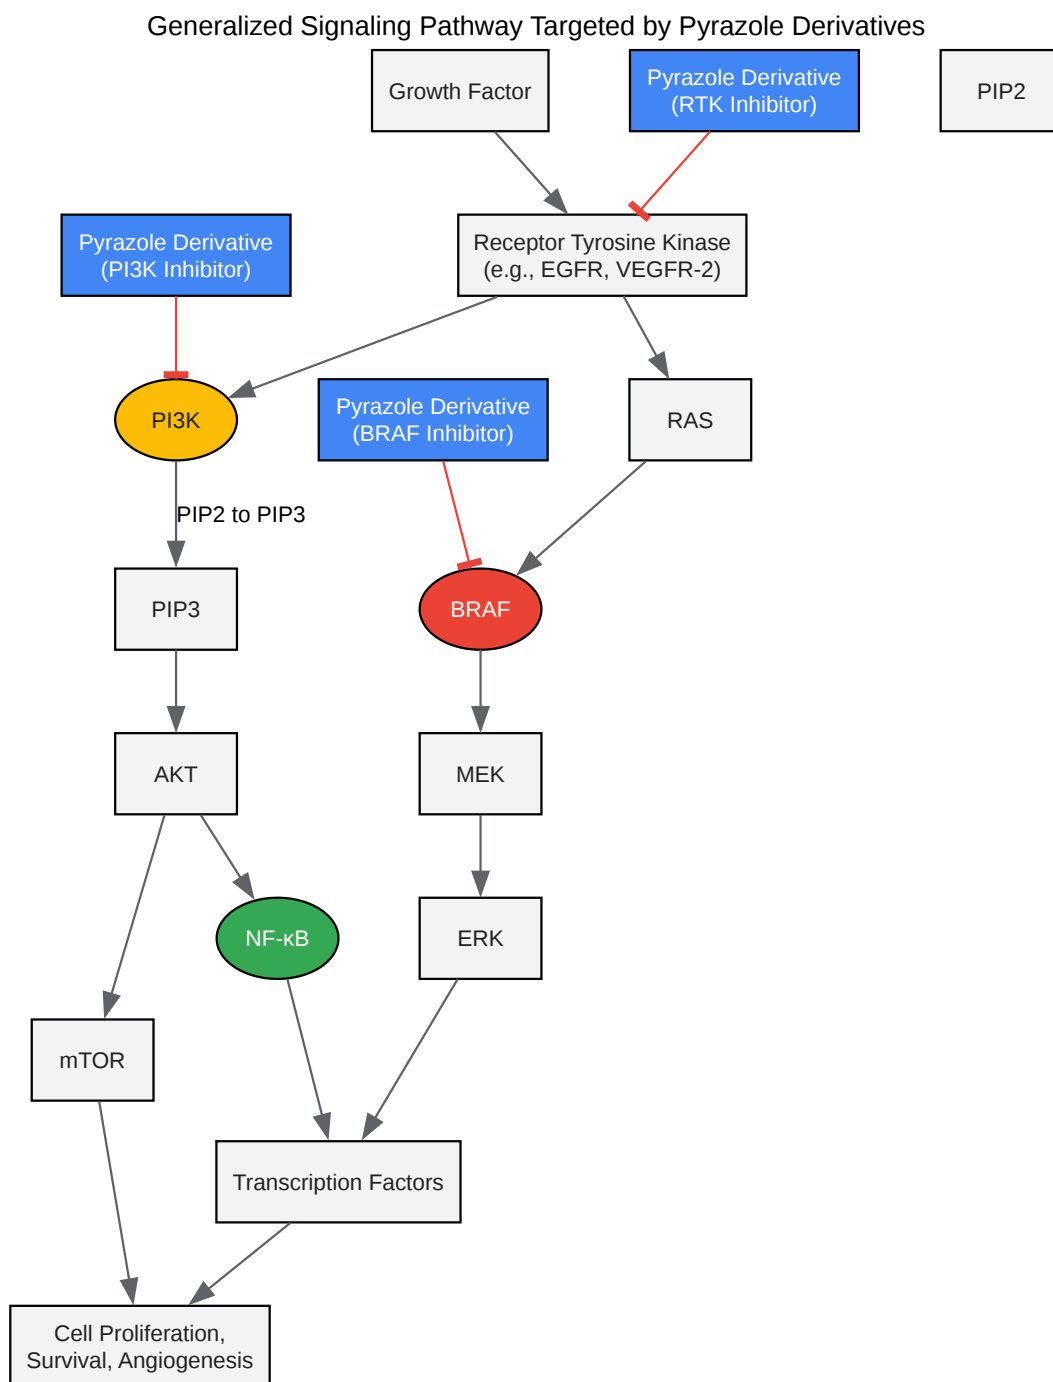 Generalized Signaling Pathway Targeted by Pyrazole Derivatives
Growth Factor
Pyrazole Derivative
(RTK Inhibitor)
PIP2
Pyrazole Derivative
(PI3K Inhibitor)
Receptor Tyrosine Kinase
(e.g., EGFR, VEGFR-2)
PI3K
Pyrazole Derivative
(BRAF Inhibitor)
RAS
PIP2 to PIP3
PIP3
BRAF
AKT
MEK
NF-κB
ERK
mTOR
Transcription Factors
Cell Proliferation,
Survival, Angiogenesis